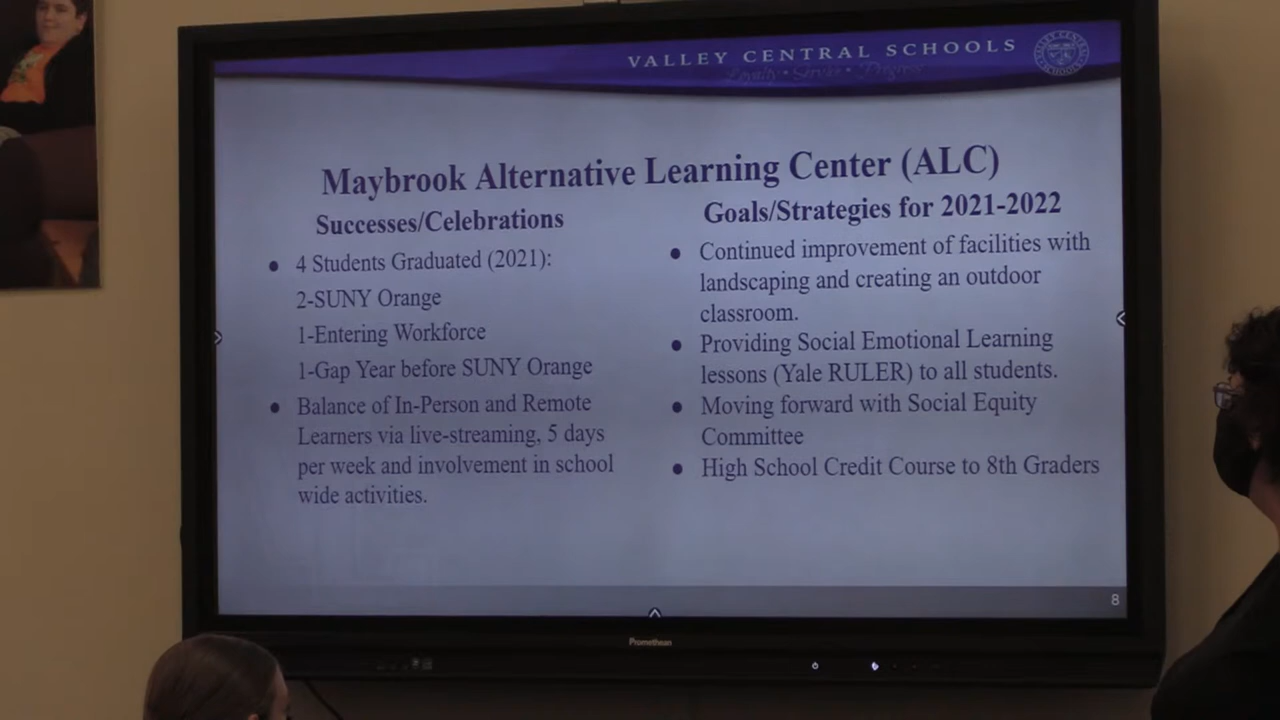 VALLEY CENTRAL SCHOOLS
Loyalty • Service • Progress
Maybrook Alternative Learning Center (ALC)
Successes/Celebrations
● 4 Students Graduated (2021):
2-SUNY Orange
1-Entering Workforce
1-Gap Year before SUNY Orange
● Balance of In-Person and Remote
Learners via live-streaming, 5 days
per week and involvement in school
wide activities.
Goals/Strategies for 2021-2022
● Continued improvement of facilities with
landscaping and creating an outdoor
classroom.
● Providing Social Emotional Learning
lessons (Yale RULER) to all students.
● Moving forward with Social Equity
Committee
● High School Credit Course to 8th Graders
8
Promethean